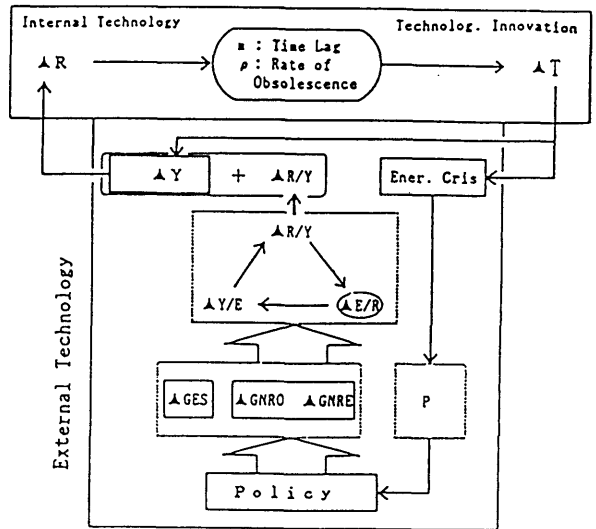 Internal Technology
Technolog. Innovation
m : Time Lag
ρ : Rate of
Obsolescence
⅄ R
⅄ T
⅄ Y + ⅄ R/Y
Ener. Cris
⅄ R/Y
⅄ Y/E
⅄ E/R
External Technology
⅄ GES
⅄ GNRO
⅄ GNRE
P
Policy